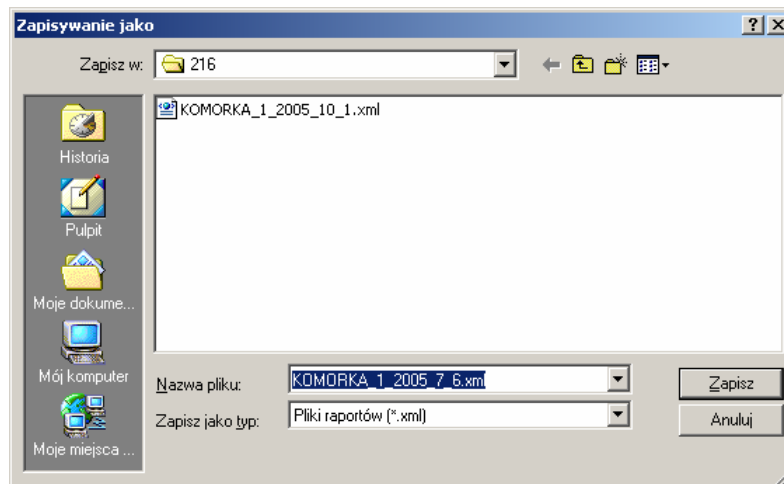 Zapisywanie jako
Zapisz w: 216
KOMORKA_1_2005_10_1.xml
Historia
Pulpit
Moje dokume...
Mój komputer
Moje miejsca ...
Nazwa pliku: KOMORKA_1_2005_7_6.xml Zapisz
Zapisz jako typ: Pliki raportów (*.xml) Anuluj